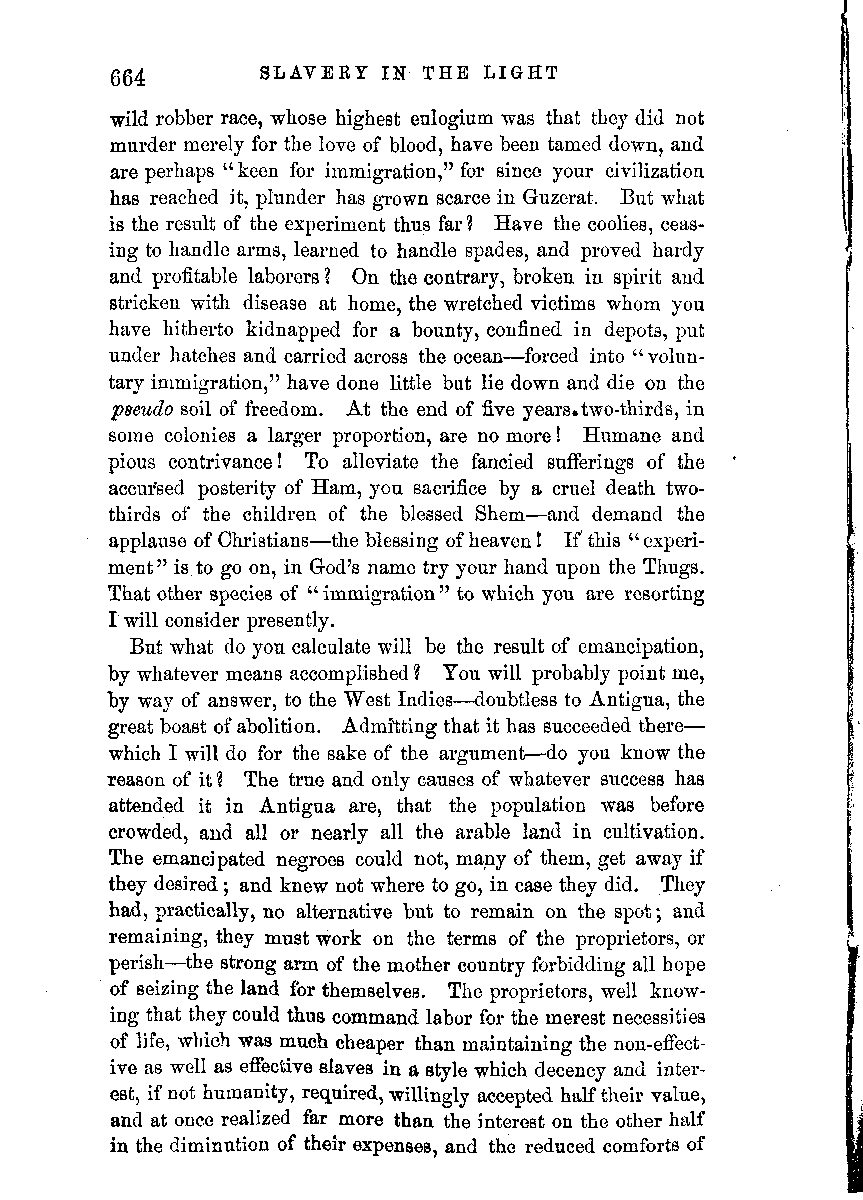 664 SLAVERY IN THE LIGHT
wild robber race, whose highest eulogium was that they did not
murder merely for the love of blood, have been tamed down, and
are perhaps "keen for immigration," for since your civilization
has reached it, plunder has grown scarce in Guzerat. But what
is the result of the experiment thus far? Have the coolies, ceas-
ing to handle arms, learned to handle spades, and proved hardy
and profitable laborers? On the contrary, broken in spirit and
stricken with disease at home, the wretched victims whom you
have hitherto kidnapped for a bounty, confined in depots, put
under hatches and carried across the ocean—forced into "volun-
tary immigration," have done little but lie down and die on the
pseudo soil of freedom. At the end of five years two-thirds, in
some colonies a larger proportion, are no more! Humane and
pious contrivance! To alleviate the fancied sufferings of the
accursed posterity of Ham, you sacrifice by a cruel death two-
thirds of the children of the blessed Shem—and demand the
applause of Christians—the blessing of heaven! If this "experi-
ment" is to go on, in God's name try your hand upon the Thugs.
That other species of "immigration" to which you are resorting
I will consider presently.
But what do you calculate will be the result of emancipation,
by whatever means accomplished? You will probably point me,
by way of answer, to the West Indies—doubtless to Antigua, the
great boast of abolition. Admitting that it has succeeded there—
which I will do for the sake of the argument—do you know the
reason of it? The true and only causes of whatever success has
attended it in Antigua are, that the population was before
crowded, and all or nearly all the arable land in cultivation.
The emancipated negroes could not, many of them, get away if
they desired; and knew not where to go, in case they did. They
had, practically, no alternative but to remain on the spot; and
remaining, they must work on the terms of the proprietors, or
perish—the strong arm of the mother country forbidding all hope
of seizing the land for themselves. The proprietors, well know-
ing that they could thus command labor for the merest necessities
of life, which was much cheaper than maintaining the non-effect-
ive as well as effective slaves in a style which decency and inter-
est, if not humanity, required, willingly accepted half their value,
and at once realized far more than the interest on the other half
in the diminution of their expenses, and the reduced comforts of